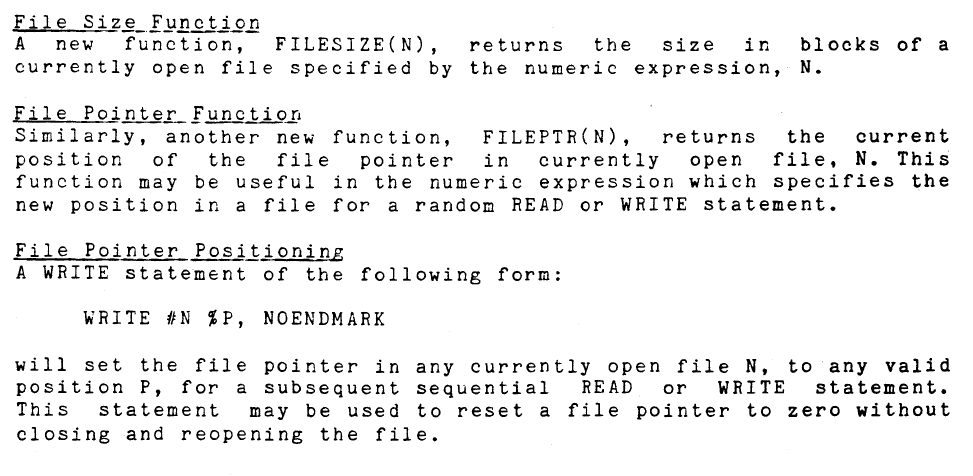 File Size Function
A new function, FILESIZE(N), returns the size in blocks of a
currently open file specified by the numeric expression, N.
File Pointer Function
Similarly, another new function, FILEPTR(N), returns the current
position of the file pointer in currently open file, N. This
function may be useful in the numeric expression which specifies the
new position in a file for a random READ or WRITE statement.
File Pointer Positioning
A WRITE statement of the following form:
WRITE #N %P, NOENDMARK
will set the file pointer in any currently open file N, to any valid
position P, for a subsequent sequential READ or WRITE statement.
This statement may be used to reset a file pointer to zero without
closing and reopening the file.